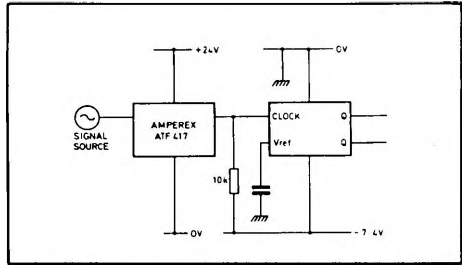 +24V
0V
AMPEREX
ATF 417
SIGNAL
SOURCE
CLOCK
Q
Vref
Q
10k
0V
-7 4V